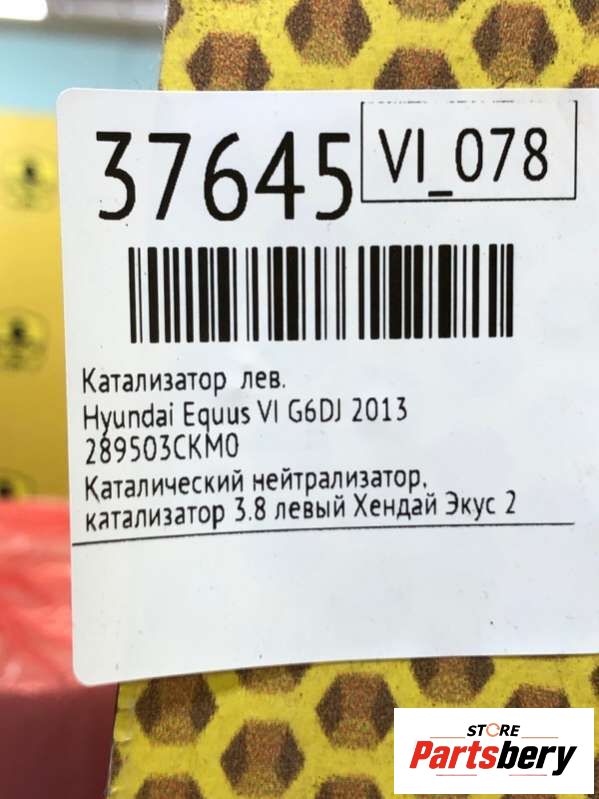 37645
VI_078
Катализатор лев.
Hyundai Equus VI G6DJ 2013
289503CKM0
Каталический нейтрализатор,
катализатор 3.8 левый Хендай Экус 2
STORE
Partsbery